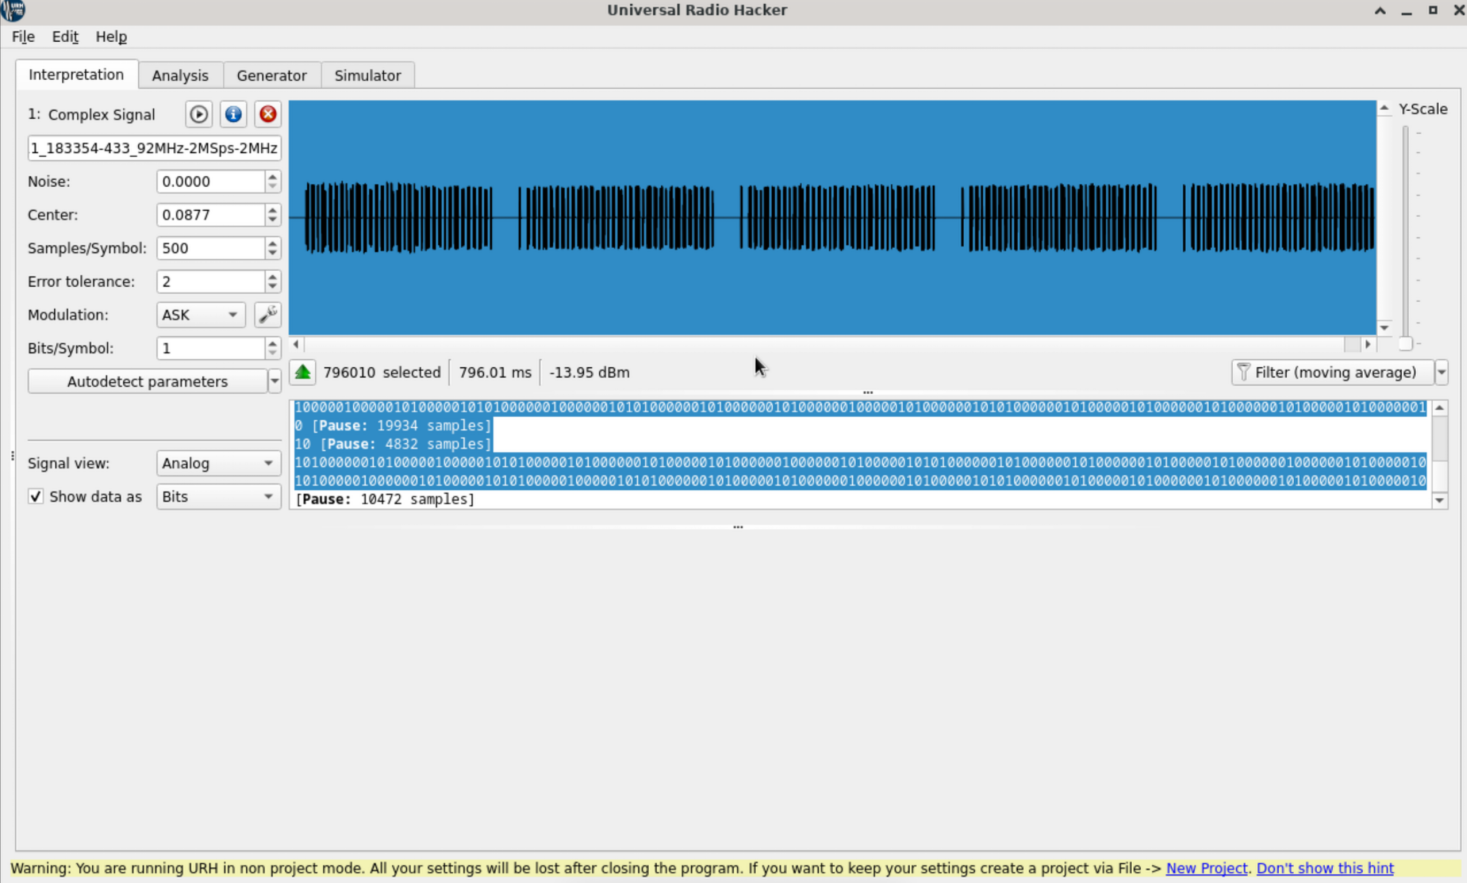 Universal Radio Hacker
File Edit Help
Interpretation Analysis Generator Simulator
1: Complex Signal
Y-Scale
1_183354-433_92MHz-2MSps-2MHz
Noise: 0.0000
Center: 0.0877
Samples/Symbol: 500
Error tolerance: 2
Modulation: ASK
Bits/Symbol: 1
796010 selected 796.01 ms -13.95 dBm Filter (moving average)
Autodetect parameters
0 [Pause: 19934 samples]
10 [Pause: 4832 samples]
Signal view: Analog
Show data as Bits
[Pause: 10472 samples]
Warning: You are running URH in non project mode. All your settings will be lost after closing the program. If you want to keep your settings create a project via File -> New Project. Don't show this hint